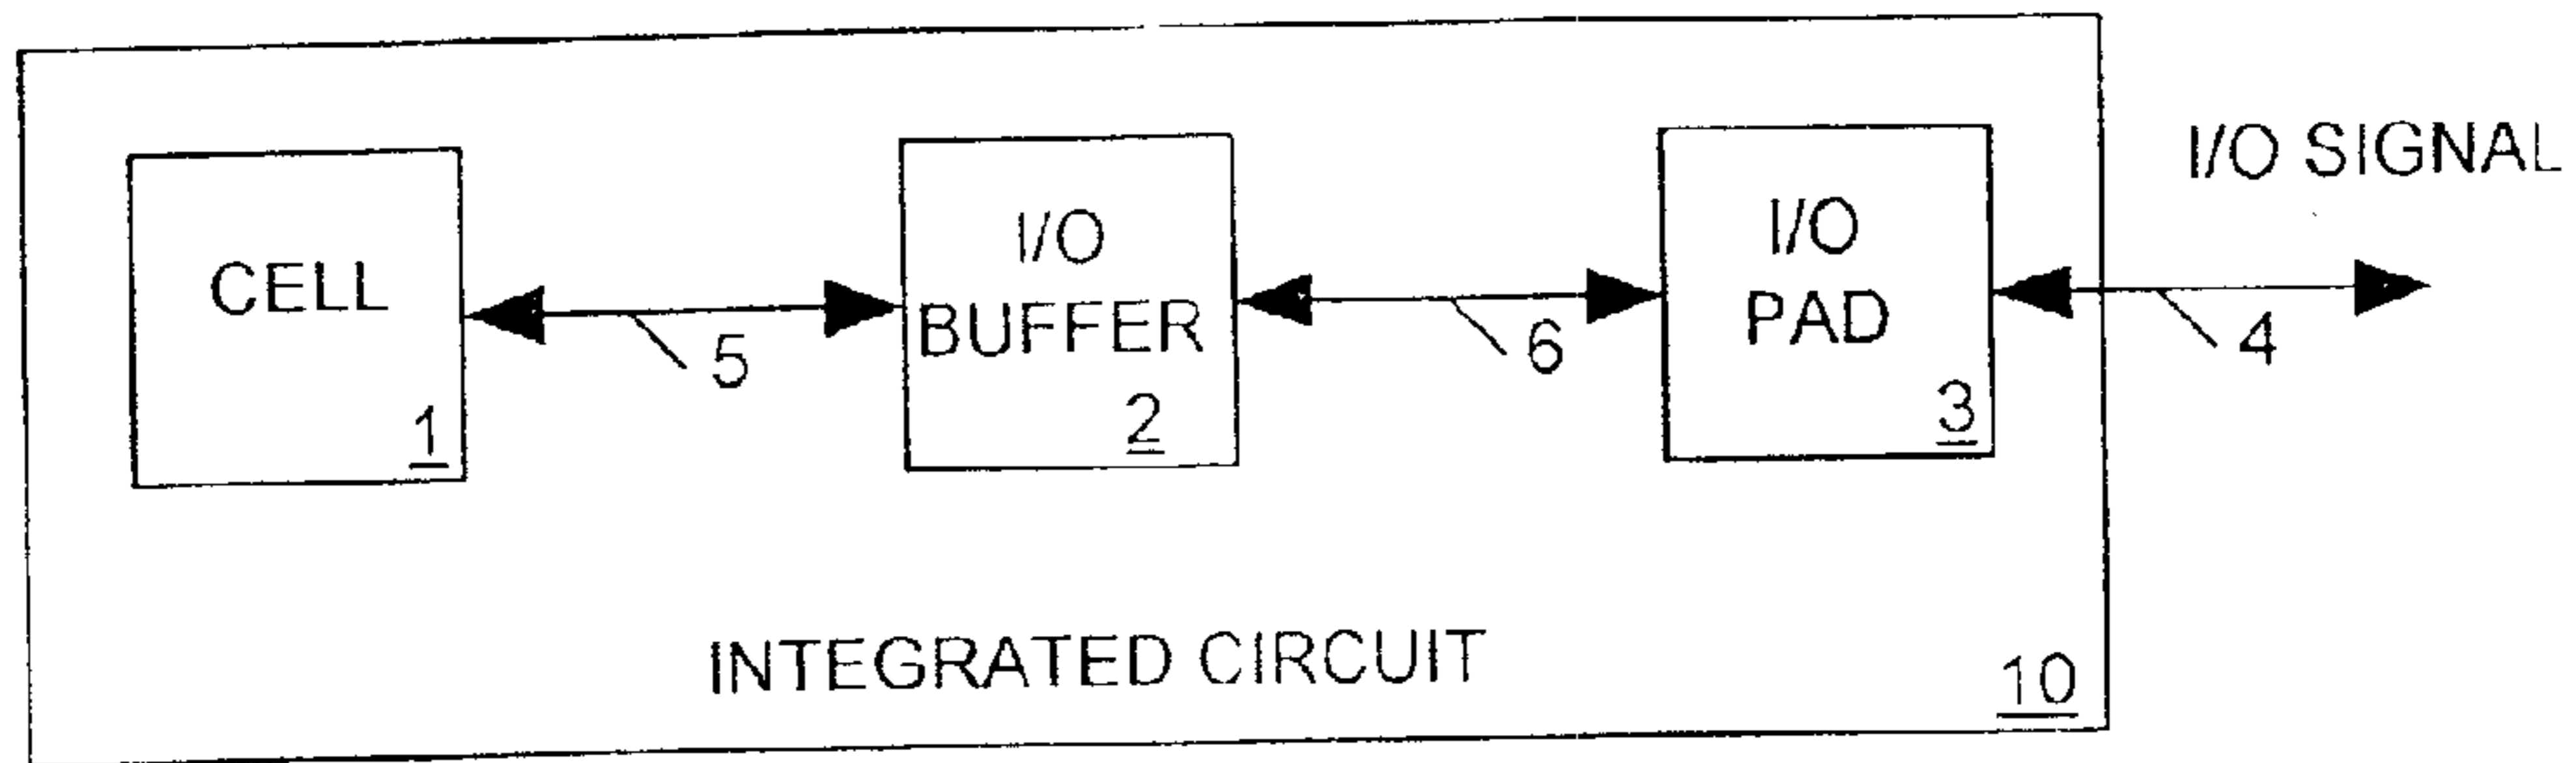 I/O SIGNAL
CELL
1
5
I/O
BUFFER
2
6
I/O
PAD
3
4
INTEGRATED CIRCUIT
10